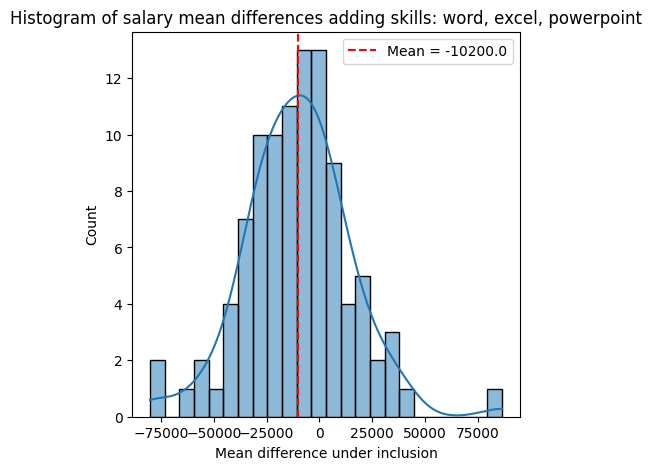 Histogram of salary mean differences adding skills: word, excel, powerpoint
Mean = -10200.0
12
10
8
6
4
2
0
Count
−75000 −50000 −25000 0 25000 50000 75000
Mean difference under inclusion